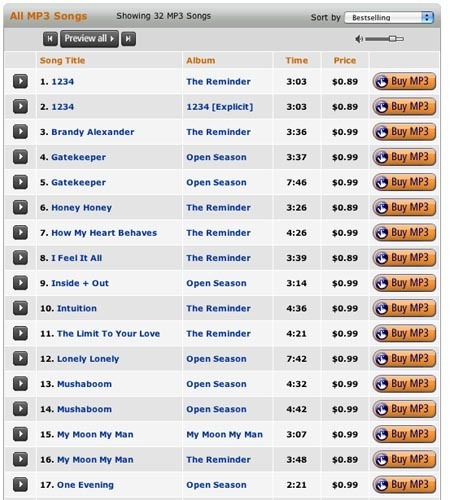 All MP3 Songs Showing 32 MP3 Songs Sort by Bestselling
Preview all
Song Title Album Time Price
1. 1234 The Reminder 3:03 $0.89 Buy MP3
2. 1234 1234 [Explicit] 3:03 $0.89 Buy MP3
3. Brandy Alexander The Reminder 3:36 $0.99 Buy MP3
4. Gatekeeper Open Season 3:37 $0.99 Buy MP3
5. Gatekeeper Open Season 7:46 $0.99 Buy MP3
6. Honey Honey The Reminder 3:26 $0.89 Buy MP3
7. How My Heart Behaves The Reminder 4:26 $0.99 Buy MP3
8. I Feel It All The Reminder 3:39 $0.89 Buy MP3
9. Inside + Out Open Season 3:14 $0.99 Buy MP3
10. Intuition The Reminder 4:36 $0.99 Buy MP3
11. The Limit To Your Love The Reminder 4:21 $0.99 Buy MP3
12. Lonely Lonely Open Season 7:42 $0.99 Buy MP3
13. Mushaboom Open Season 4:32 $0.99 Buy MP3
14. Mushaboom Open Season 4:42 $0.99 Buy MP3
15. My Moon My Man My Moon My Man 3:07 $0.99 Buy MP3
16. My Moon My Man The Reminder 3:48 $0.89 Buy MP3
17. One Evening Open Season 2:21 $0.99 Buy MP3